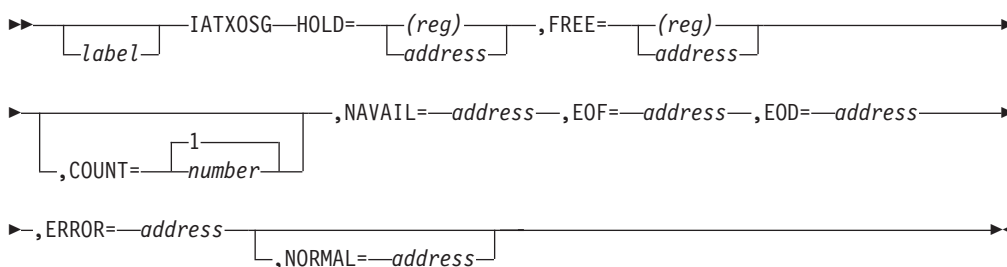 IATXOSG HOLD= (reg) ,FREE= (reg)
label address address
,NAVAIL= address ,EOF= address ,EOD= address
1
,COUNT= number
,ERROR= address
,NORMAL= address